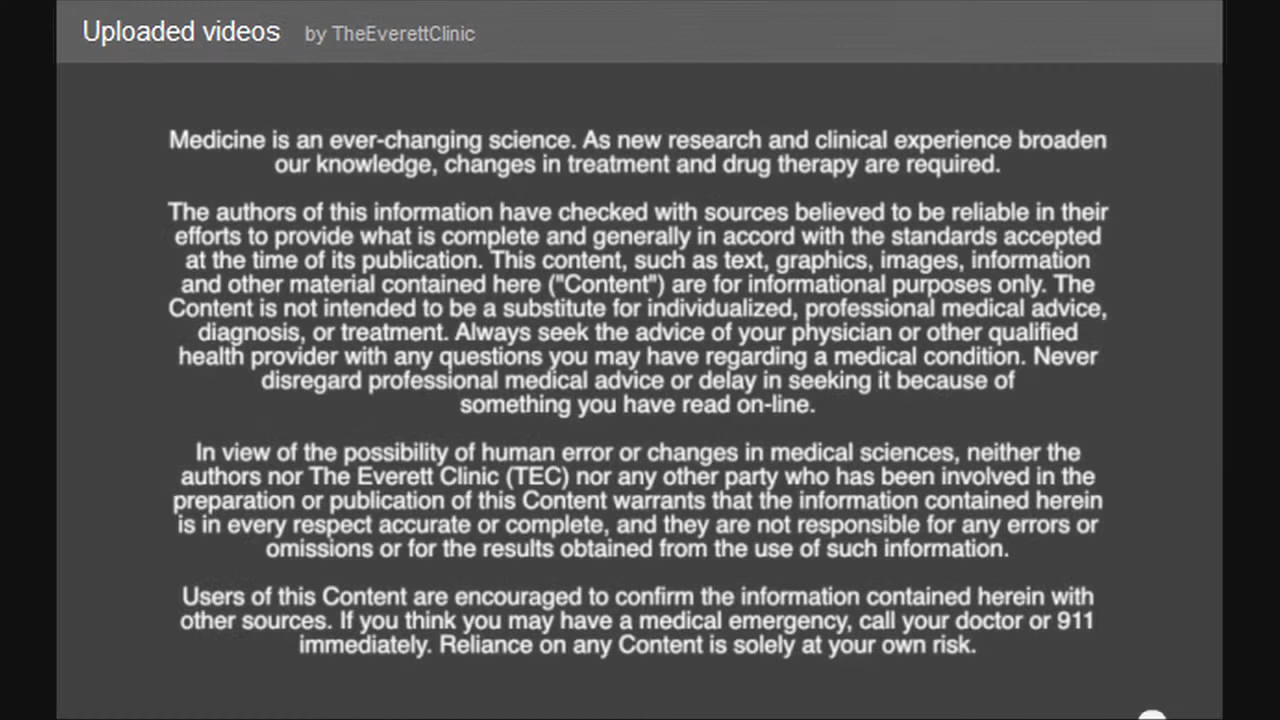 Uploaded videos by TheEverettClinic
Medicine is an ever-changing science. As new research and clinical experience broaden
our knowledge, changes in treatment and drug therapy are required.
The authors of this information have checked with sources believed to be reliable in their
efforts to provide what is complete and generally in accord with the standards accepted
at the time of its publication. This content, such as text, graphics, images, information
and other material contained here ("Content") are for informational purposes only. The
Content is not intended to be a substitute for individualized, professional medical advice,
diagnosis, or treatment. Always seek the advice of your physician or other qualified
health provider with any questions you may have regarding a medical condition. Never
disregard professional medical advice or delay in seeking it because of
something you have read on-line.
In view of the possibility of human error or changes in medical sciences, neither the
authors nor The Everett Clinic (TEC) nor any other party who has been involved in the
preparation or publication of this Content warrants that the information contained herein
is in every respect accurate or complete, and they are not responsible for any errors or
omissions or for the results obtained from the use of such information.
Users of this Content are encouraged to confirm the information contained herein with
other sources. If you think you may have a medical emergency, call your doctor or 911
immediately. Reliance on any Content is solely at your own risk.